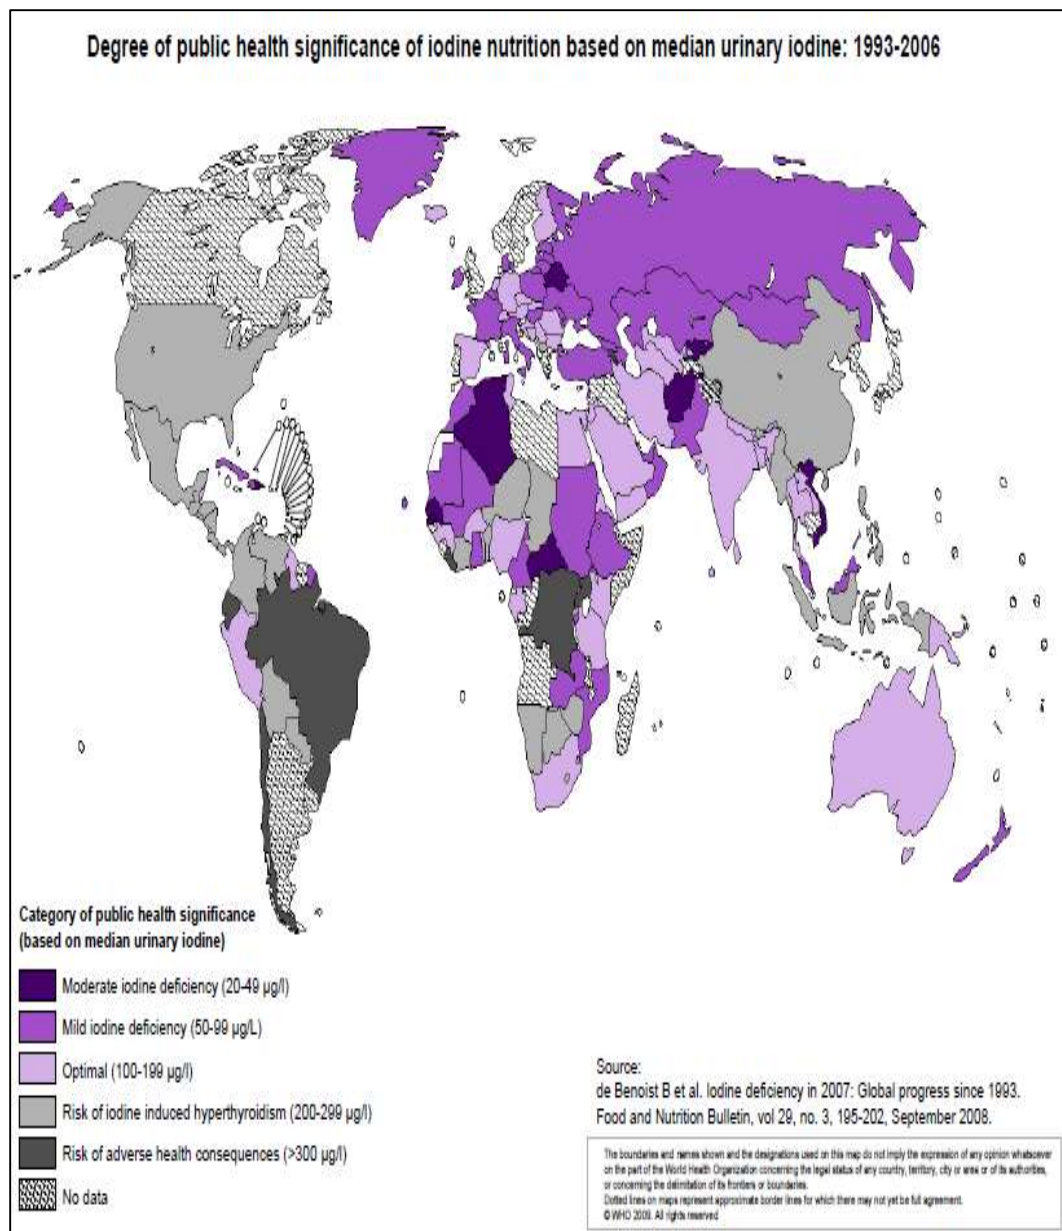 Degree of public health significance of iodine nutrition based on median urinary iodine: 1993-2006
Category of public health significance
(based on median urinary iodine)
Moderate iodine deficiency (20-49 µg/l)
Mild iodine deficiency (50-99 µg/L)
Optimal (100-199 µg/l)
Risk of iodine induced hyperthyroidism (200-299 µg/l)
Risk of adverse health consequences (>300 µg/l)
No data
Source:
de Benoist B et al. Iodine deficiency in 2007: Global progress since 1993.
Food and Nutrition Bulletin, vol 29, no. 3, 195-202, September 2008.
The boundaries and names shown and the designations used on this map do not imply the expression of any opinion whatsoever
on the part of the World Health Organization concerning the legal status of any country, territory, city or area or of its authorities,
or concerning the delimitation of its frontiers or boundaries.
Dotted lines on maps represent approximate border lines for which there may not yet be full agreement.
© WHO 2008. All rights reserved